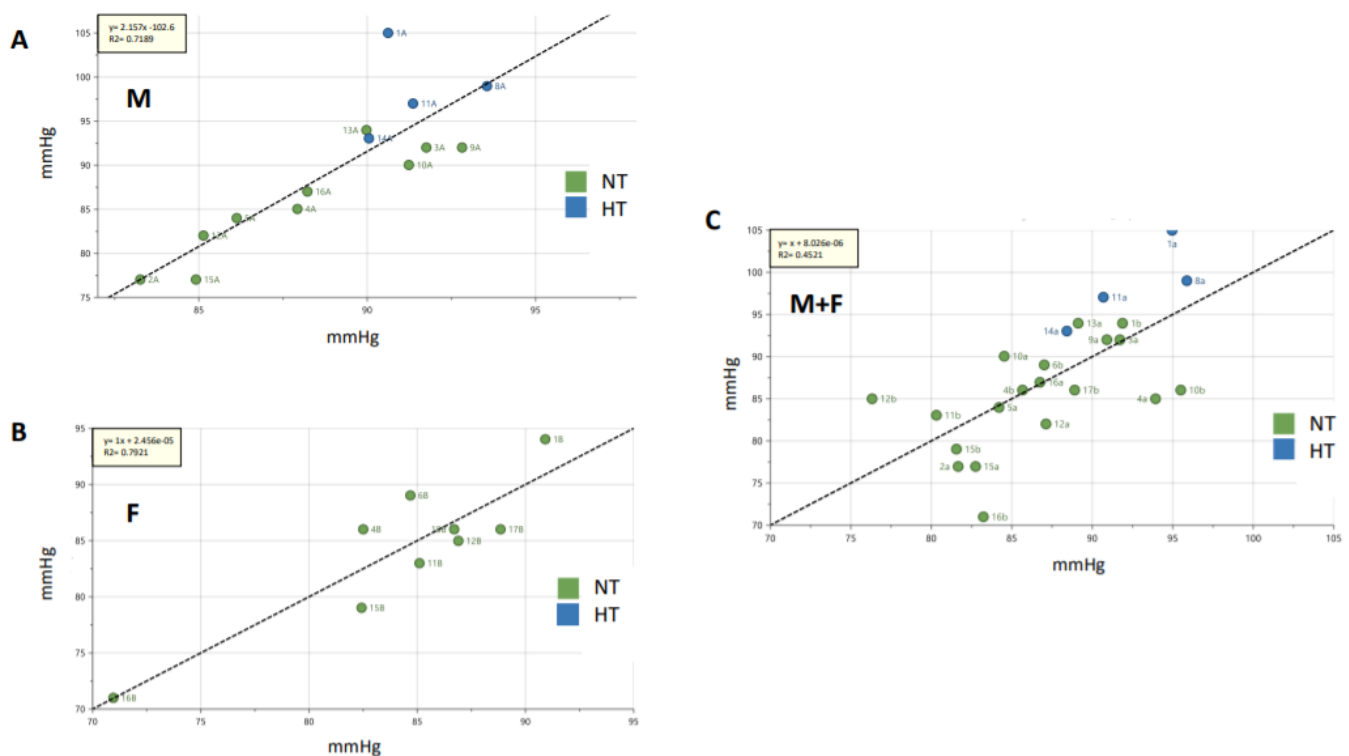 A
y= 2.157x -102.6
R2= 0.7189
M
mmHg
105
100
95
90
85
80
75
1A
8A
11A
13A
14A
3A
9A
10A
16A
4A
5A
12A
2A
15A
NT
HT
85
90
95
mmHg
B
y= 1x + 2.456e-05
R2= 0.7921
F
mmHg
95
90
85
80
75
70
1B
6B
4B
17B
12B
11B
15B
16B
NT
HT
70
75
80
85
90
95
mmHg
C
y= x + 8.026e-06
R2= 0.4521
M+F
mmHg
105
100
95
90
85
80
75
70
1a
8a
11a
14a
13a
1b
9a
3a
10a
6b
16a
4b
17b
10b
12b
4a
5a
11b
12a
15b
2a
15a
16b
NT
HT
70
75
80
85
90
95
100
105
mmHg